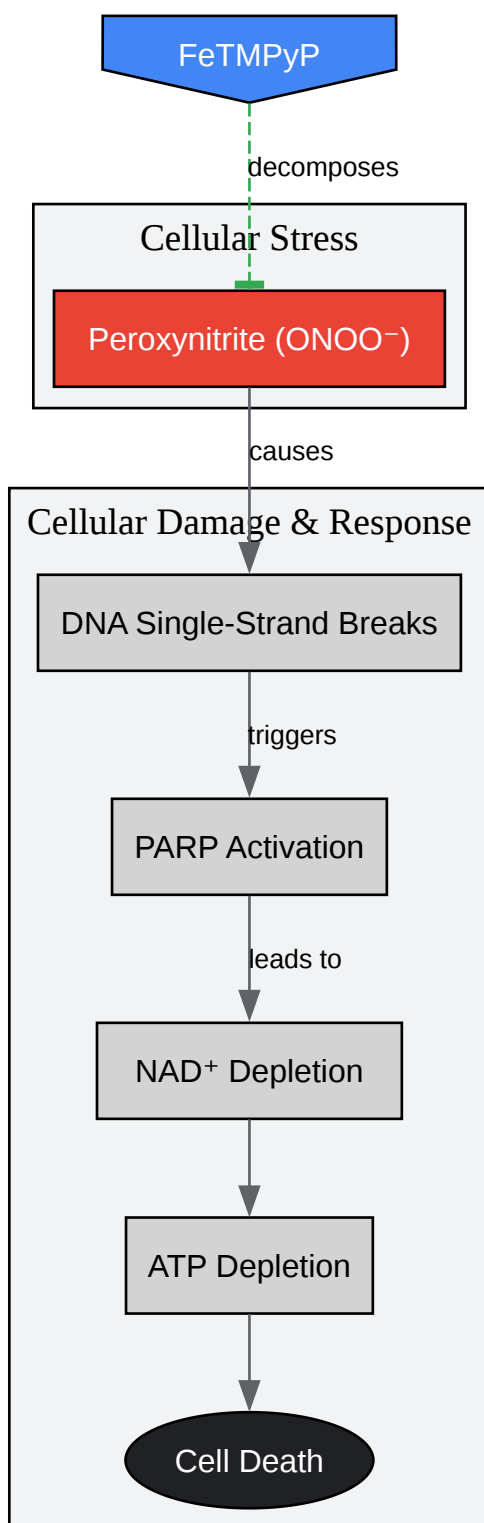 FeTMPyP
decomposes
Cellular Stress
Peroxynitrite (ONOO⁻)
causes
Cellular Damage & Response
DNA Single-Strand Breaks
triggers
PARP Activation
leads to
NAD⁺ Depletion
ATP Depletion
Cell Death